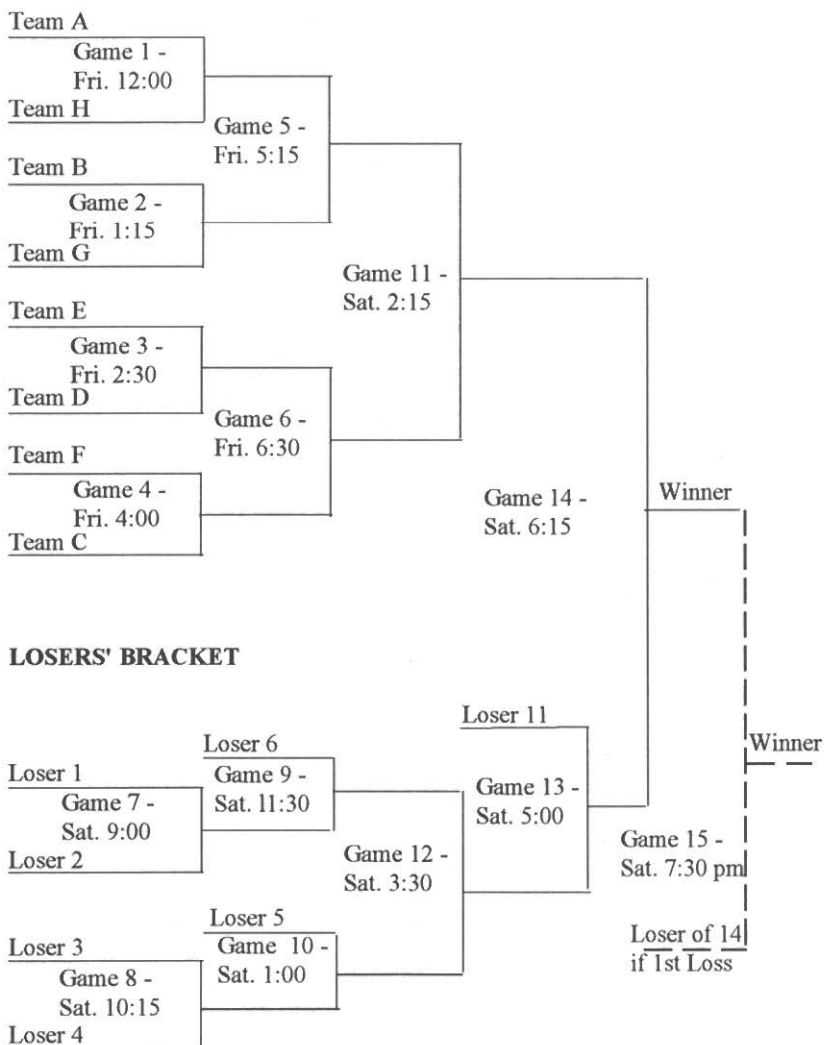 Team A
Game 1 -
Fri. 12:00
Team H
Game 5 -
Fri. 5:15
Team B
Game 2 -
Fri. 1:15
Team G
Game 11 -
Sat. 2:15
Team E
Game 3 -
Fri. 2:30
Team D
Game 6 -
Fri. 6:30
Team F
Game 4 -
Fri. 4:00
Team C
Game 14 -
Sat. 6:15
Winner
LOSERS' BRACKET
Loser 11
Winner
Loser 6
Loser 1
Game 9 -
Sat. 11:30
Game 7 -
Sat. 9:00
Loser 2
Game 13 -
Sat. 5:00
Game 12 -
Sat. 3:30
Game 15 -
Sat. 7:30 pm
Loser 5
Loser 3
Game 10 -
Sat. 1:00
Game 8 -
Sat. 10:15
Loser 4
Loser of 14
if 1st Loss